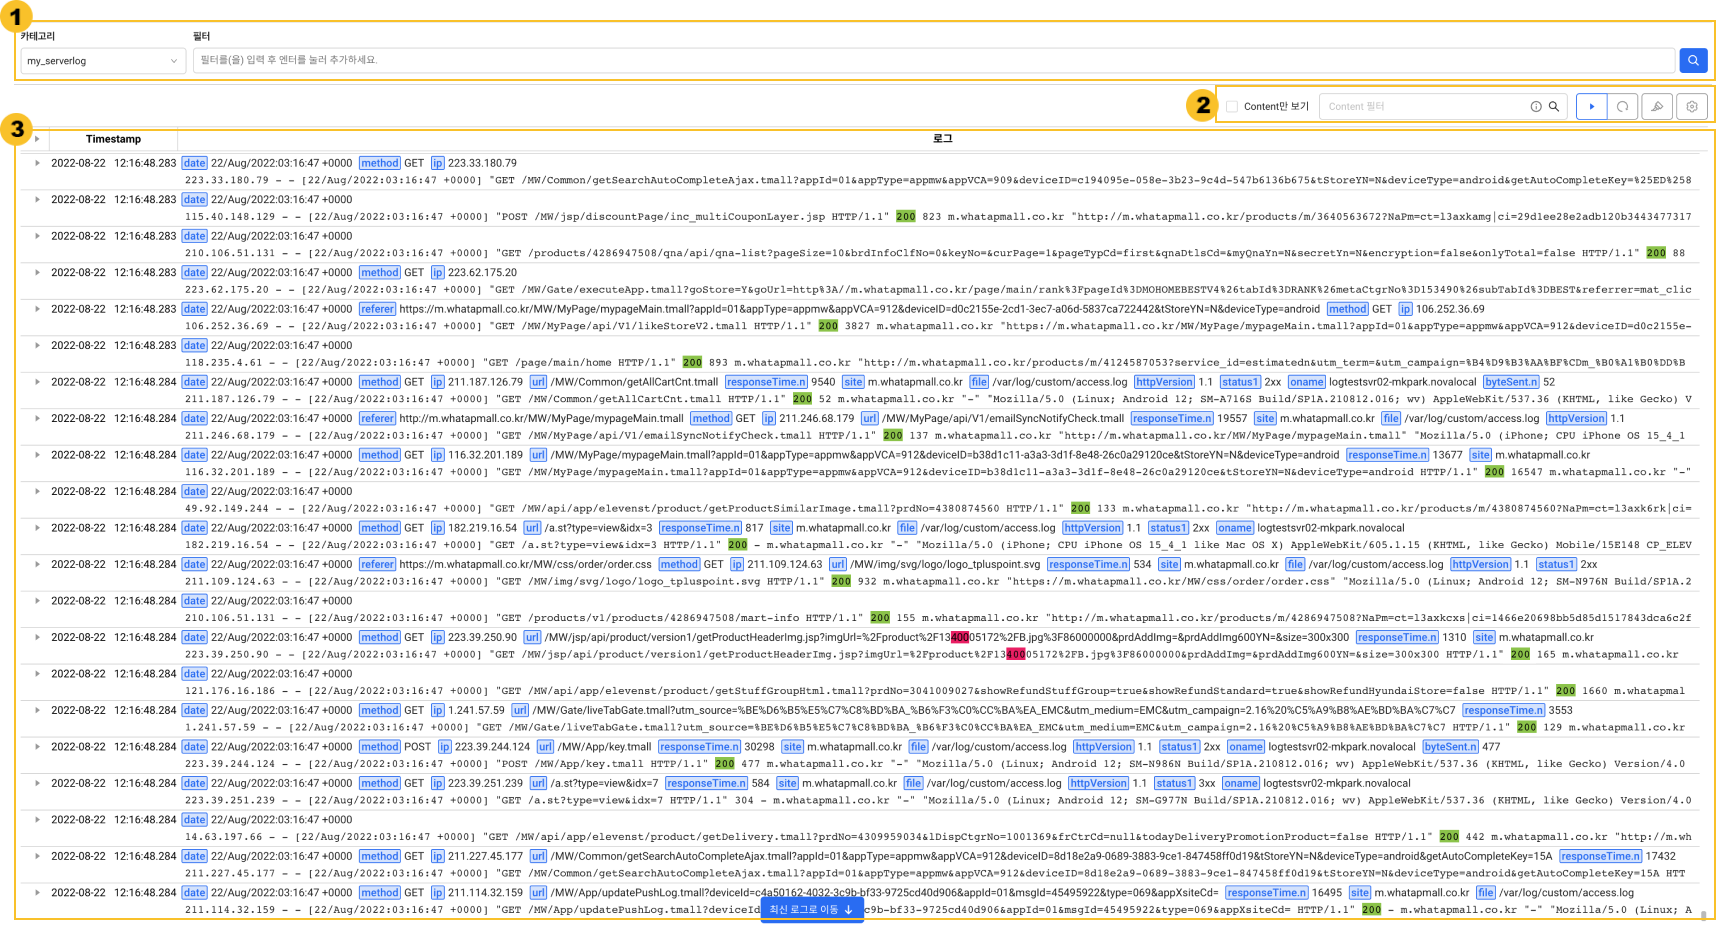 1
카테고리
필터
my_serverlog
필터를(을) 입력 후 엔터를 눌러 추가하세요.
2
Content만 보기
Content 필터
3
Timestamp
로그
2022-08-22 12:16:48.283 date 22/Aug/2022:03:16:47 +0000 method GET ip 223.33.180.79
223.33.180.79 - - [22/Aug/2022:03:16:47 +0000] "GET /MW/Common/getSearchAutoCompleteAjax.tmall?appId=01&appType=appmw&appVCA=909&deviceID=c194095e-058e-3b23-9c4d-547b6136b675&tStoreYN=N&deviceType=android&getAutoCompleteKey=%25ED%258
2022-08-22 12:16:48.283 date 22/Aug/2022:03:16:47 +0000
115.40.148.129 - - [22/Aug/2022:03:16:47 +0000] "POST /MW/jsp/discountPage/inc_multiCouponLayer.jsp HTTP/1.1" 200 823 m.whatapmall.co.kr "http://m.whatapmall.co.kr/products/m/3640563672?NaPm=ct=l3axkamg|ci=29d1ee28e2adb120b3443477317
2022-08-22 12:16:48.283 date 22/Aug/2022:03:16:47 +0000
210.106.51.131 - - [22/Aug/2022:03:16:47 +0000] "GET /products/4286947508/qna/api/qna-list?pageSize=10&brdInfoClfNo=0&keyNo=&curPage=1&pageTypCd=first&qnaDtlsCd=&myQnaYn=N&secretYn=N&encryption=false&onlyTotal=false HTTP/1.1" 200 88
2022-08-22 12:16:48.283 date 22/Aug/2022:03:16:47 +0000 method GET ip 223.62.175.20
223.62.175.20 - - [22/Aug/2022:03:16:47 +0000] "GET /MW/Gate/executeApp.tmall?goStore=Y&goUrl=http%3A//m.whatapmall.co.kr/page/main/rank%3FpageId%3DMOHOMEBESTV4%26tabId%3DRANK%26metaCtgrNo%3D153490%26subTabId%3DBEST&referrer=mat_clic
2022-08-22 12:16:48.283 date 22/Aug/2022:03:16:47 +0000 referer https://m.whatapmall.co.kr/MW/MyPage/mypageMain.tmall?appId=01&appType=appmw&appVCA=912&deviceID=d0c2155e-2cd1-3ec7-a06d-5837ca722442&tStoreYN=N&deviceType=android method GET ip 106.252.36.69
106.252.36.69 - - [22/Aug/2022:03:16:47 +0000] "GET /MW/MyPage/api/V1/likeStoreV2.tmall HTTP/1.1" 200 3827 m.whatapmall.co.kr "https://m.whatapmall.co.kr/MW/MyPage/mypageMain.tmall?appId=01&appType=appmw&appVCA=912&deviceID=d0c2155e-
2022-08-22 12:16:48.283 date 22/Aug/2022:03:16:47 +0000
118.235.4.61 - - [22/Aug/2022:03:16:47 +0000] "GET /page/main/home HTTP/1.1" 200 893 m.whatapmall.co.kr "http://m.whatapmall.co.kr/products/m/4124587053?service_id=estimatedn&utm_term=&utm_campaign=%B4%D9%B3%AA%BF%CDm_%B0%A1%B0%DD%B
2022-08-22 12:16:48.284 date 22/Aug/2022:03:16:47 +0000 method GET ip 211.187.126.79 url /MW/Common/getAllCartCnt.tmall responseTime.n 9540 site m.whatapmall.co.kr file /var/log/custom/access.log httpVersion 1.1 status1 2xx oname logtestsvr02-mkpark.novalocal byteSent.n 52
211.187.126.79 - - [22/Aug/2022:03:16:47 +0000] "GET /MW/Common/getAllCartCnt.tmall HTTP/1.1" 200 52 m.whatapmall.co.kr "-" "Mozilla/5.0 (Linux; Android 12; SM-A716S Build/SP1A.210812.016; wv) AppleWebKit/537.36 (KHTML, like Gecko) V
2022-08-22 12:16:48.284 date 22/Aug/2022:03:16:47 +0000 referer http://m.whatapmall.co.kr/MW/MyPage/mypageMain.tmall method GET ip 211.246.68.179 url /MW/MyPage/api/V1/emailSyncNotifyCheck.tmall responseTime.n 19557 site m.whatapmall.co.kr file /var/log/custom/access.log httpVersion 1.1
211.246.68.179 - - [22/Aug/2022:03:16:47 +0000] "GET /MW/MyPage/api/V1/emailSyncNotifyCheck.tmall HTTP/1.1" 200 137 m.whatapmall.co.kr "http://m.whatapmall.co.kr/MW/MyPage/mypageMain.tmall" "Mozilla/5.0 (iPhone; CPU iPhone OS 15_4_1
2022-08-22 12:16:48.284 date 22/Aug/2022:03:16:47 +0000 method GET ip 116.32.201.189 url /MW/MyPage/mypageMain.tmall?appId=01&appType=appmw&appVCA=912&deviceID=b38d1c11-a3a3-3d1f-8e48-26c0a29120ce&tStoreYN=N&deviceType=android responseTime.n 13677 site m.whatapmall.co.kr
116.32.201.189 - - [22/Aug/2022:03:16:47 +0000] "GET /MW/MyPage/mypageMain.tmall?appId=01&appType=appmw&appVCA=912&deviceID=b38d1c11-a3a3-3d1f-8e48-26c0a29120ce&tStoreYN=N&deviceType=android HTTP/1.1" 200 16547 m.whatapmall.co.kr "-"
2022-08-22 12:16:48.284 date 22/Aug/2022:03:16:47 +0000
49.92.149.244 - - [22/Aug/2022:03:16:47 +0000] "GET /MW/api/app/elevenst/product/getProductSimilarImage.tmall?prdNo=4380874560 HTTP/1.1" 200 133 m.whatapmall.co.kr "http://m.whatapmall.co.kr/products/m/4380874560?NaPm=ct=l3axk6rk|ci=
2022-08-22 12:16:48.284 date 22/Aug/2022:03:16:47 +0000 method GET ip 182.219.16.54 url /a.st?type=view&idx=3 responseTime.n 817 site m.whatapmall.co.kr file /var/log/custom/access.log httpVersion 1.1 status1 2xx oname logtestsvr02-mkpark.novalocal
182.219.16.54 - - [22/Aug/2022:03:16:47 +0000] "GET /a.st?type=view&idx=3 HTTP/1.1" 200 - m.whatapmall.co.kr "-" "Mozilla/5.0 (iPhone; CPU iPhone OS 15_4_1 like Mac OS X) AppleWebKit/605.1.15 (KHTML, like Gecko) Mobile/15E148 CP_ELEV
2022-08-22 12:16:48.284 date 22/Aug/2022:03:16:47 +0000 referer https://m.whatapmall.co.kr/MW/css/order/order.css method GET ip 211.109.124.63 url /MW/img/svg/logo/logo_tpluspoint.svg responseTime.n 534 site m.whatapmall.co.kr file /var/log/custom/access.log httpVersion 1.1 status1 2xx
211.109.124.63 - - [22/Aug/2022:03:16:47 +0000] "GET /MW/img/svg/logo/logo_tpluspoint.svg HTTP/1.1" 200 932 m.whatapmall.co.kr "https://m.whatapmall.co.kr/MW/css/order/order.css" "Mozilla/5.0 (Linux; Android 12; SM-N976N Build/SP1A.2
2022-08-22 12:16:48.284 date 22/Aug/2022:03:16:47 +0000
210.106.51.131 - - [22/Aug/2022:03:16:47 +0000] "GET /products/v1/products/4286947508/mart-info HTTP/1.1" 200 155 m.whatapmall.co.kr "http://m.whatapmall.co.kr/products/m/4286947508?NaPm=ct=l3axkcxs|ci=1466e20698bb5d85d1517843dca6c2f
2022-08-22 12:16:48.284 date 22/Aug/2022:03:16:47 +0000 method GET ip 223.39.250.90 url /MW/jsp/api/product/version1/getProductHeaderImg.jsp?imgUrl=%2Fproduct%2F1340005172%2FB.jpg%3F86000000&prdAddImg=&prdAddImg600YN=&size=300x300 responseTime.n 1310 site m.whatapmall.co.kr
223.39.250.90 - - [22/Aug/2022:03:16:47 +0000] "GET /MW/jsp/api/product/version1/getProductHeaderImg.jsp?imgUrl=%2Fproduct%2F1340005172%2FB.jpg%3F86000000&prdAddImg=&prdAddImg600YN=&size=300x300 HTTP/1.1" 200 165 m.whatapmall.co.kr
2022-08-22 12:16:48.284 date 22/Aug/2022:03:16:47 +0000
121.176.16.186 - - [22/Aug/2022:03:16:47 +0000] "GET /MW/api/app/elevenst/product/getStuffGroupHtml.tmall?prdNo=3041009027&showRefundStuffGroup=true&showRefundStandard=true&showRefundHyundaiStore=false HTTP/1.1" 200 1660 m.whatapmal
2022-08-22 12:16:48.284 date 22/Aug/2022:03:16:47 +0000 method GET ip 1.241.57.59 url /MW/Gate/liveTabGate.tmall?utm_source=%BE%D6%B5%E5%C7%C8%BD%BA_%B6%F3%C0%CC%BA%EA_EMC&utm_medium=EMC&utm_campaign=2.16%20%C5%A9%B8%AE%BD%BA%C7%C7 responseTime.n 3553
1.241.57.59 - - [22/Aug/2022:03:16:47 +0000] "GET /MW/Gate/liveTabGate.tmall?utm_source=%BE%D6%B5%E5%C7%C8%BD%BA_%B6%F3%C0%CC%BA%EA_EMC&utm_medium=EMC&utm_campaign=2.16%20%C5%A9%B8%AE%BD%BA%C7%C7 HTTP/1.1" 200 129 m.whatapmall.co.kr
2022-08-22 12:16:48.284 date 22/Aug/2022:03:16:47 +0000 method POST ip 223.39.244.124 url /MW/App/key.tmall responseTime.n 30298 site m.whatapmall.co.kr file /var/log/custom/access.log httpVersion 1.1 status1 2xx oname logtestsvr02-mkpark.novalocal byteSent.n 477
223.39.244.124 - - [22/Aug/2022:03:16:47 +0000] "POST /MW/App/key.tmall HTTP/1.1" 200 477 m.whatapmall.co.kr "-" "Mozilla/5.0 (Linux; Android 12; SM-N986N Build/SP1A.210812.016; wv) AppleWebKit/537.36 (KHTML, like Gecko) Version/4.0
2022-08-22 12:16:48.284 date 22/Aug/2022:03:16:47 +0000 method GET ip 223.39.251.239 url /a.st?type=view&idx=7 responseTime.n 584 site m.whatapmall.co.kr file /var/log/custom/access.log httpVersion 1.1 status1 3xx oname logtestsvr02-mkpark.novalocal
223.39.251.239 - - [22/Aug/2022:03:16:47 +0000] "GET /a.st?type=view&idx=7 HTTP/1.1" 304 - m.whatapmall.co.kr "-" "Mozilla/5.0 (Linux; Android 12; SM-G977N Build/SP1A.210812.016; wv) AppleWebKit/537.36 (KHTML, like Gecko) Version/4.0
2022-08-22 12:16:48.284 date 22/Aug/2022:03:16:47 +0000
14.63.197.66 - - [22/Aug/2022:03:16:47 +0000] "GET /MW/api/app/elevenst/product/getDelivery.tmall?prdNo=4309959034&lDispCtgrNo=1001369&frCtrCd=null&todayDeliveryPromotionProduct=false HTTP/1.1" 200 442 m.whatapmall.co.kr "http://m.wh
2022-08-22 12:16:48.284 date 22/Aug/2022:03:16:47 +0000 method GET ip 211.227.45.177 url /MW/Common/getSearchAutoCompleteAjax.tmall?appId=01&appType=appmw&appVCA=912&deviceID=8d18e2a9-0689-3883-9ce1-847458ff0d19&tStoreYN=N&deviceType=android&getAutoCompleteKey=15A responseTime.n 17432
211.227.45.177 - - [22/Aug/2022:03:16:47 +0000] "GET /MW/Common/getSearchAutoCompleteAjax.tmall?appId=01&appType=appmw&appVCA=912&deviceID=8d18e2a9-0689-3883-9ce1-847458ff0d19&tStoreYN=N&deviceType=android&getAutoCompleteKey=15A HTT
2022-08-22 12:16:48.284 date 22/Aug/2022:03:16:47 +0000 method GET ip 211.114.32.159 url /MW/App/updatePushLog.tmall?deviceId=c4a50162-4032-3c9b-bf33-9725cd40d906&appId=01&msgId=45495922&type=069&appXsiteCd= responseTime.n 16495 site m.whatapmall.co.kr file /var/log/custom/access.log
211.114.32.159 - - [22/Aug/2022:03:16:47 +0000] "GET /MW/App/updatePushLog.tmall?deviceId 최신 로그로 이동 c9b-bf33-9725cd40d906&appId=01&msgId=45495922&type=069&appXsiteCd= HTTP/1.1" 200 - m.whatapmall.co.kr "-" "Mozilla/5.0 (Linux; A